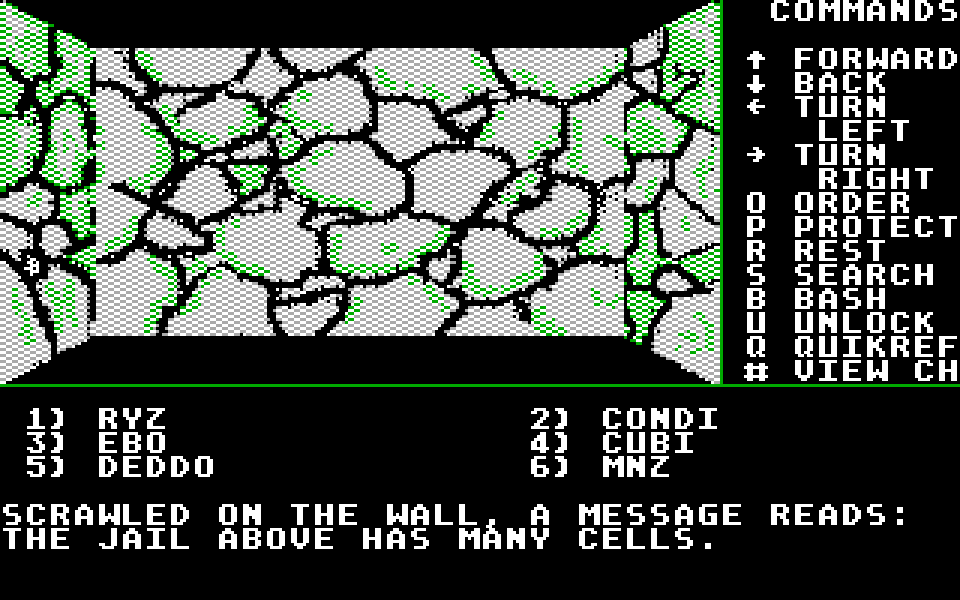 COMMANDS
↑ FORWARD
↓ BACK
← TURN
LEFT
→ TURN
RIGHT
O ORDER
P PROTECT
R REST
S SEARCH
B BASH
U UNLOCK
Q QUIKREF
# VIEW CH
1) RYZ 2) CONDI
3) EBO 4) CUBI
5) DEDDO 6) MNZ
SCRAWLED ON THE WALL, A MESSAGE READS:
THE JAIL ABOVE HAS MANY CELLS.